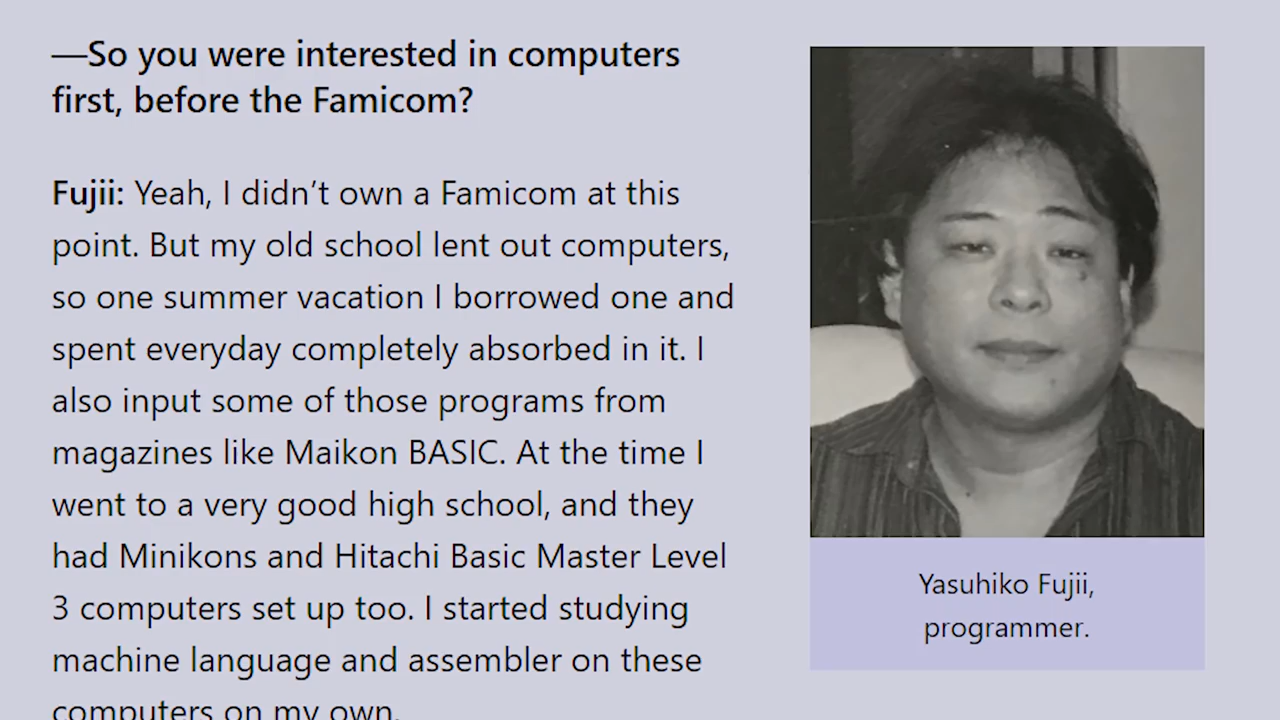 —So you were interested in computers
first, before the Famicom?
Fujii: Yeah, I didn’t own a Famicom at this
point. But my old school lent out computers,
so one summer vacation I borrowed one and
spent everyday completely absorbed in it. I
also input some of those programs from
magazines like Maikon BASIC. At the time I
went to a very good high school, and they
had Minikons and Hitachi Basic Master Level
3 computers set up too. I started studying
machine language and assembler on these
computers on my own.
Yasuhiko Fujii,
programmer.